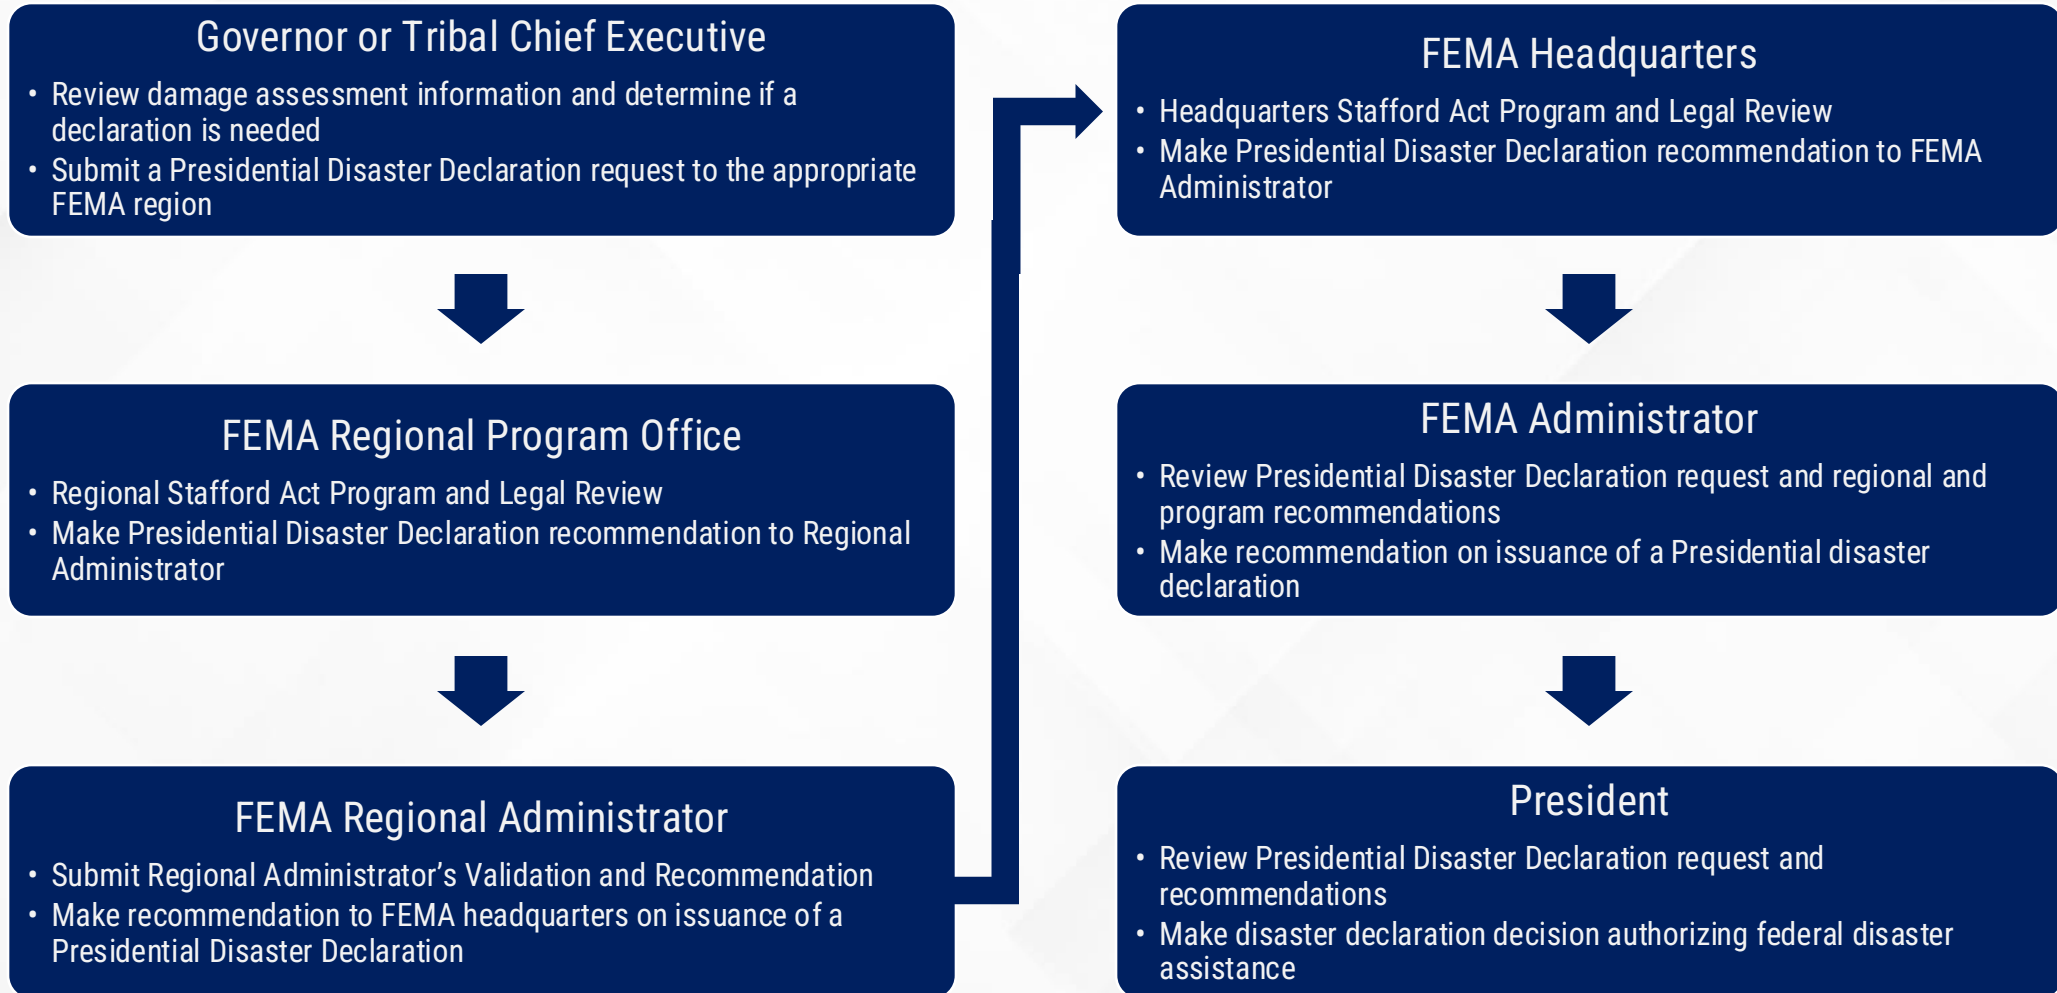 Governor or Tribal Chief Executive
• Review damage assessment information and determine if a
declaration is needed
• Submit a Presidential Disaster Declaration request to the appropriate
FEMA region
FEMA Regional Program Office
• Regional Stafford Act Program and Legal Review
• Make Presidential Disaster Declaration recommendation to Regional
Administrator
FEMA Regional Administrator
• Submit Regional Administrator’s Validation and Recommendation
• Make recommendation to FEMA headquarters on issuance of a
Presidential Disaster Declaration
FEMA Headquarters
• Headquarters Stafford Act Program and Legal Review
• Make Presidential Disaster Declaration recommendation to FEMA
Administrator
FEMA Administrator
• Review Presidential Disaster Declaration request and regional and
program recommendations
• Make recommendation on issuance of a Presidential disaster
declaration
President
• Review Presidential Disaster Declaration request and
recommendations
• Make disaster declaration decision authorizing federal disaster
assistance